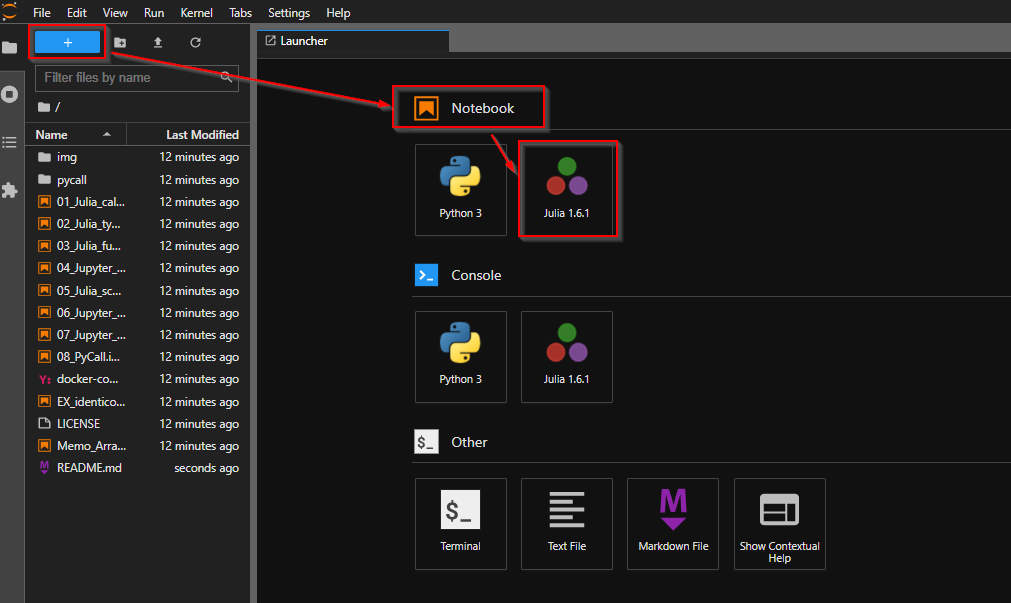 File Edit View Run Kernel Tabs Settings Help
+
Launcher
Filter files by name
/
Name Last Modified
img 12 minutes ago
pycall 12 minutes ago
01_Julia_cal... 12 minutes ago
02_Julia_ty... 12 minutes ago
03_Julia_fu... 12 minutes ago
04_Jupyter_... 12 minutes ago
05_Julia_sc... 12 minutes ago
06_Jupyter_... 12 minutes ago
07_Jupyter_... 12 minutes ago
08_PyCall.i... 12 minutes ago
Y: docker-co... 12 minutes ago
EX_identico... 12 minutes ago
LICENSE 12 minutes ago
Memo_Arra... 12 minutes ago
M README.md seconds ago
Notebook
Python 3 Julia 1.6.1
>_ Console
Python 3 Julia 1.6.1
$_ Other
$_ M
Terminal Text File Markdown File Show Contextual
Help